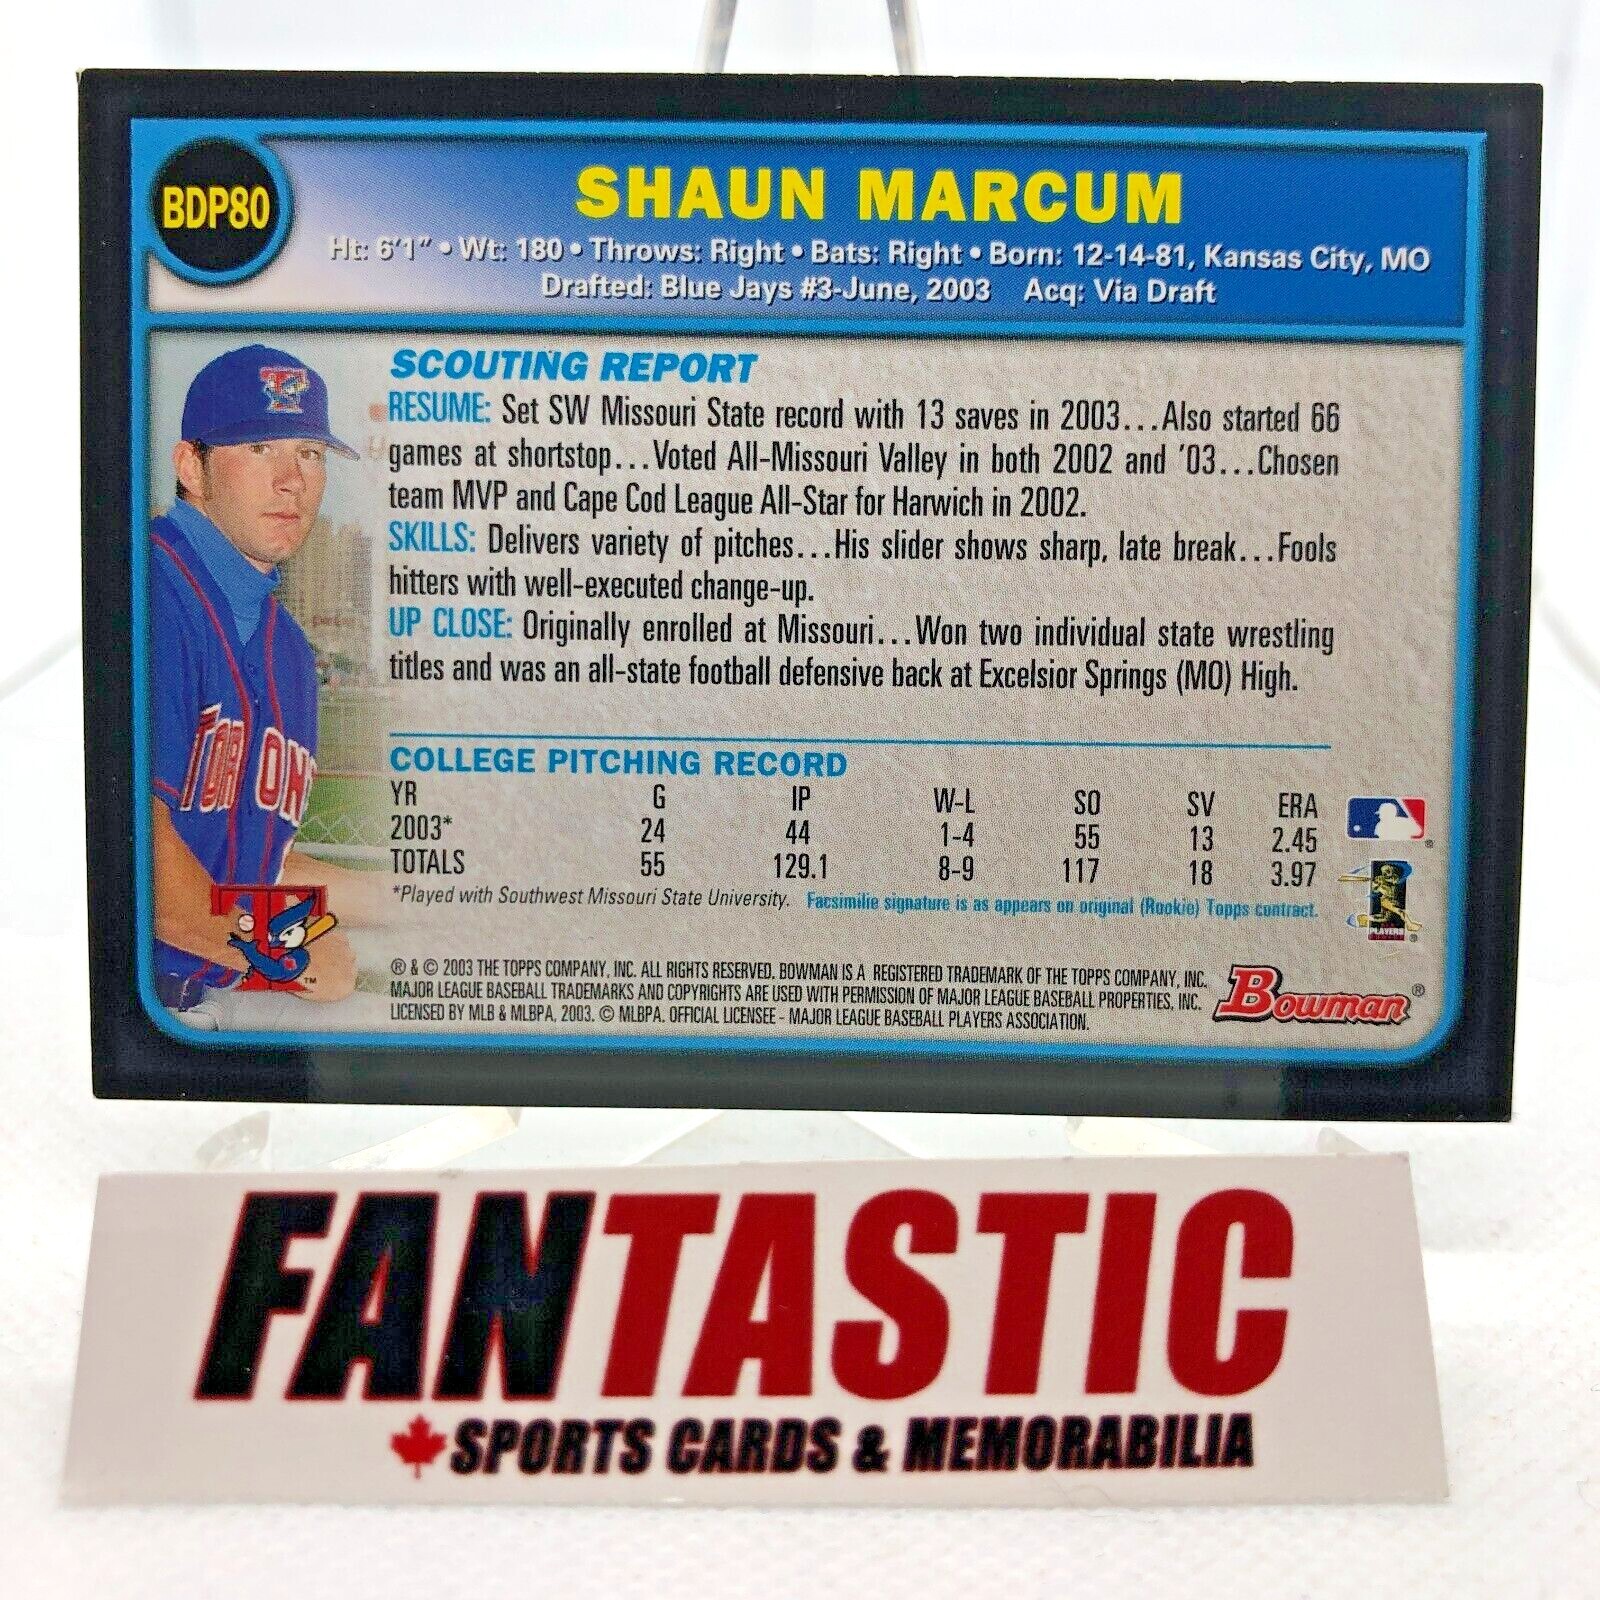 BDP80
SHAUN MARCUM
Ht: 6'1" • Wt: 180 • Throws: Right • Bats: Right • Born: 12-14-81, Kansas City, MO
Drafted: Blue Jays #3-June, 2003 Acq: Via Draft
SCOUTING REPORT
RESUME: Set SW Missouri State record with 13 saves in 2003...Also started 66
games at shortstop...Voted All-Missouri Valley in both 2002 and '03...Chosen
team MVP and Cape Cod League All-Star for Harwich in 2002.
SKILLS: Delivers variety of pitches...His slider shows sharp, late break...Fools
hitters with well-executed change-up.
UP CLOSE: Originally enrolled at Missouri...Won two individual state wrestling
titles and was an all-state football defensive back at Excelsior Springs (MO) High.
TORONT
COLLEGE PITCHING RECORD
YR G IP W-L SO SV ERA
2003* 24 44 1-4 55 13 2.45
TOTALS 55 129.1 8-9 117 18 3.97
*Played with Southwest Missouri State University. Facsimilie signature is as appears on original (Rookie) Topps contract.
T ™
PLAYERS
® & © 2003 THE TOPPS COMPANY, INC. ALL RIGHTS RESERVED. BOWMAN IS A REGISTERED TRADEMARK OF THE TOPPS COMPANY, INC.
MAJOR LEAGUE BASEBALL TRADEMARKS AND COPYRIGHTS ARE USED WITH PERMISSION OF MAJOR LEAGUE BASEBALL PROPERTIES, INC.
LICENSED BY MLB & MLBPA, 2003. © MLBPA. OFFICIAL LICENSEE - MAJOR LEAGUE BASEBALL PLAYERS ASSOCIATION.
Bowman®
FANTASTIC
SPORTS CARDS & MEMORABILIA